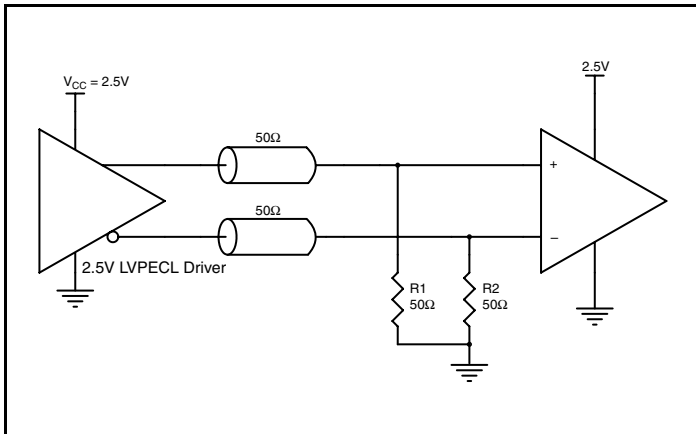 V_CC = 2.5V
2.5V
50Ω
+
50Ω
–
2.5V LVPECL Driver
R1
50Ω
R2
50Ω